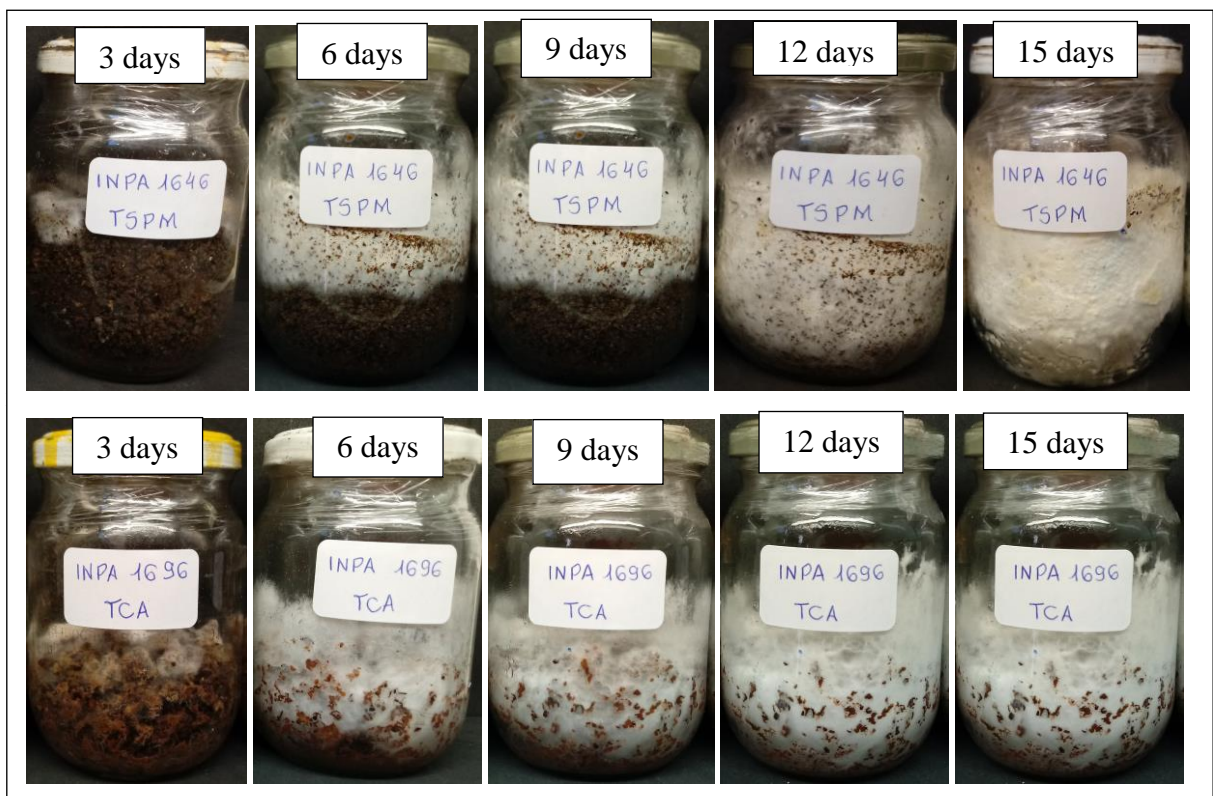 3 days
6 days
9 days
12 days
15 days
INPA 1646
TSPM
INPA 1646
TSPM
INPA 1646
TSPM
INPA 1646
TSPM
INPA 1646
TSPM
3 days
6 days
9 days
12 days
15 days
INPA 1696
TCA
INPA 1696
TCA
INPA 1696
TCA
INPA 1696
TCA
INPA 1696
TCA